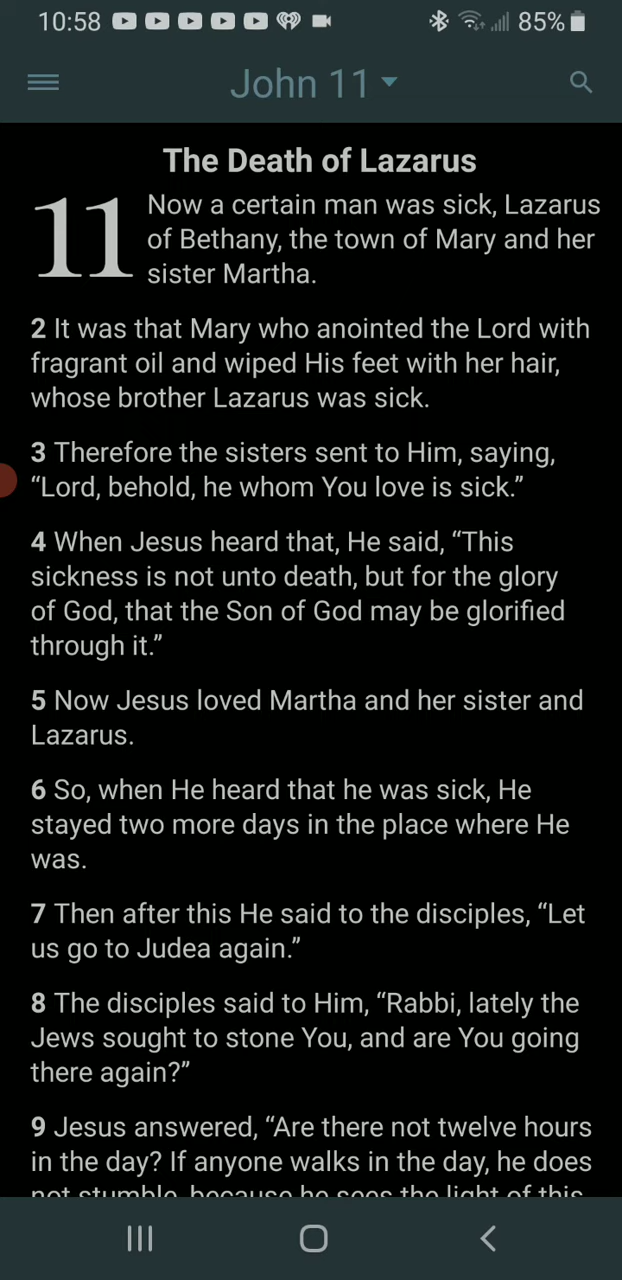 10:58 85%
John 11
The Death of Lazarus
11 Now a certain man was sick, Lazarus
of Bethany, the town of Mary and her
sister Martha.
2 It was that Mary who anointed the Lord with
fragrant oil and wiped His feet with her hair,
whose brother Lazarus was sick.
3 Therefore the sisters sent to Him, saying,
“Lord, behold, he whom You love is sick.”
4 When Jesus heard that, He said, “This
sickness is not unto death, but for the glory
of God, that the Son of God may be glorified
through it.”
5 Now Jesus loved Martha and her sister and
Lazarus.
6 So, when He heard that he was sick, He
stayed two more days in the place where He
was.
7 Then after this He said to the disciples, “Let
us go to Judea again.”
8 The disciples said to Him, “Rabbi, lately the
Jews sought to stone You, and are You going
there again?”
9 Jesus answered, “Are there not twelve hours
in the day? If anyone walks in the day, he does
not stumble, because he sees the light of this